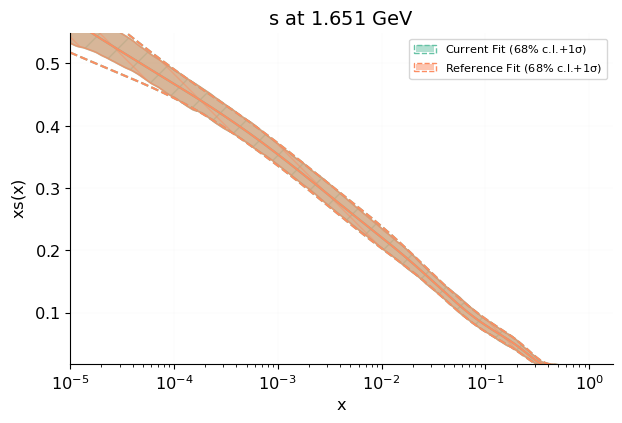 s at 1.651 GeV
Current Fit (68% c.l.+1σ)
Reference Fit (68% c.l.+1σ)
xs(x)
0.5
0.4
0.3
0.2
0.1
10⁻⁵ 10⁻⁴ 10⁻³ 10⁻² 10⁻¹ 10⁰
x